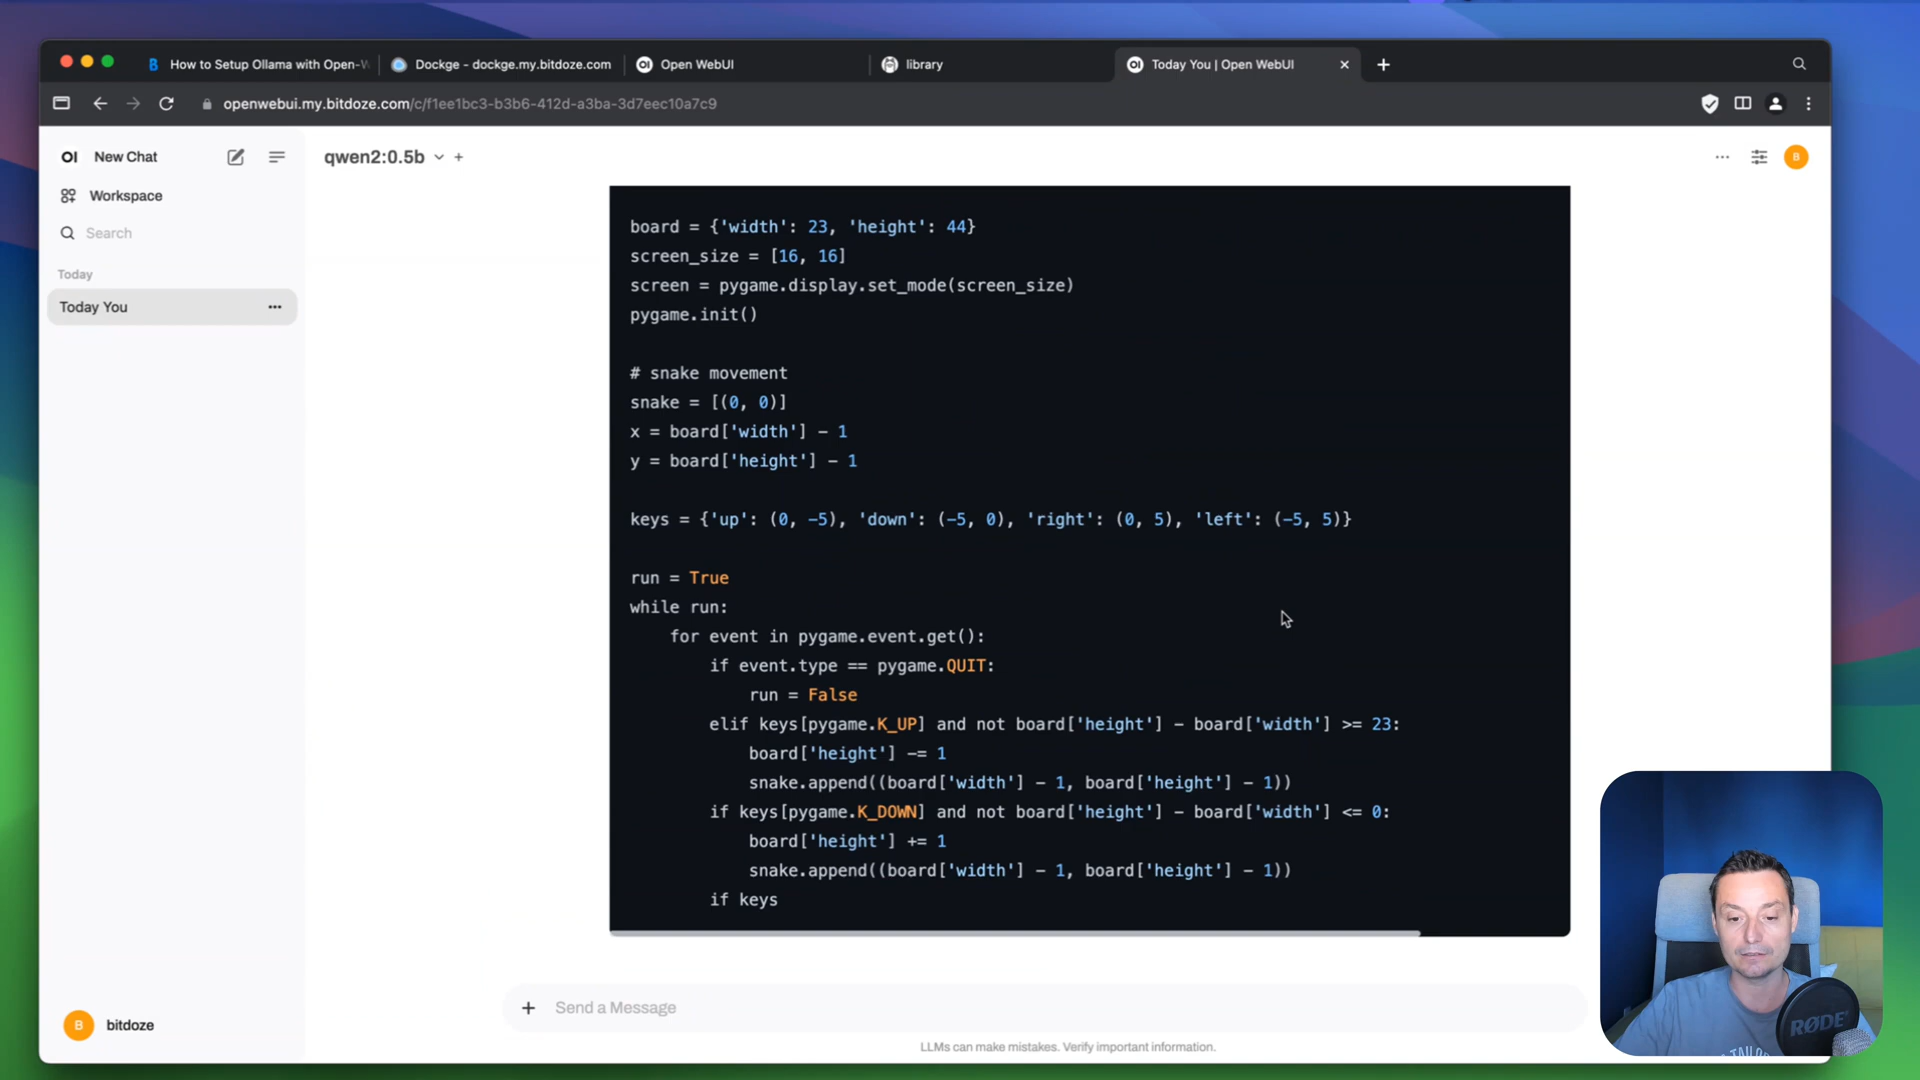 How to Setup Ollama with Open-W
Dockge - dockge.my.bitdoze.com
Open WebUI
library
Today You | Open WebUI
openwebui.my.bitdoze.com/c/f1ee1bc3-b3b6-412d-a3ba-3d7eec10a7c9
OI New Chat
qwen2:0.5b
B
Workspace
Search
Today
Today You
board = {'width': 23, 'height': 44}
screen_size = [16, 16]
screen = pygame.display.set_mode(screen_size)
pygame.init()
# snake movement
snake = [(0, 0)]
x = board['width'] - 1
y = board['height'] - 1
keys = {'up': (0, -5), 'down': (-5, 0), 'right': (0, 5), 'left': (-5, 5)}
run = True
while run:
for event in pygame.event.get():
if event.type == pygame.QUIT:
run = False
elif keys[pygame.K_UP] and not board['height'] - board['width'] >= 23:
board['height'] -= 1
snake.append((board['width'] - 1, board['height'] - 1))
if keys[pygame.K_DOWN] and not board['height'] - board['width'] <= 0:
board['height'] += 1
snake.append((board['width'] - 1, board['height'] - 1))
if keys
Send a Message
B bitdoze
LLMs can make mistakes. Verify important information.
RØDE